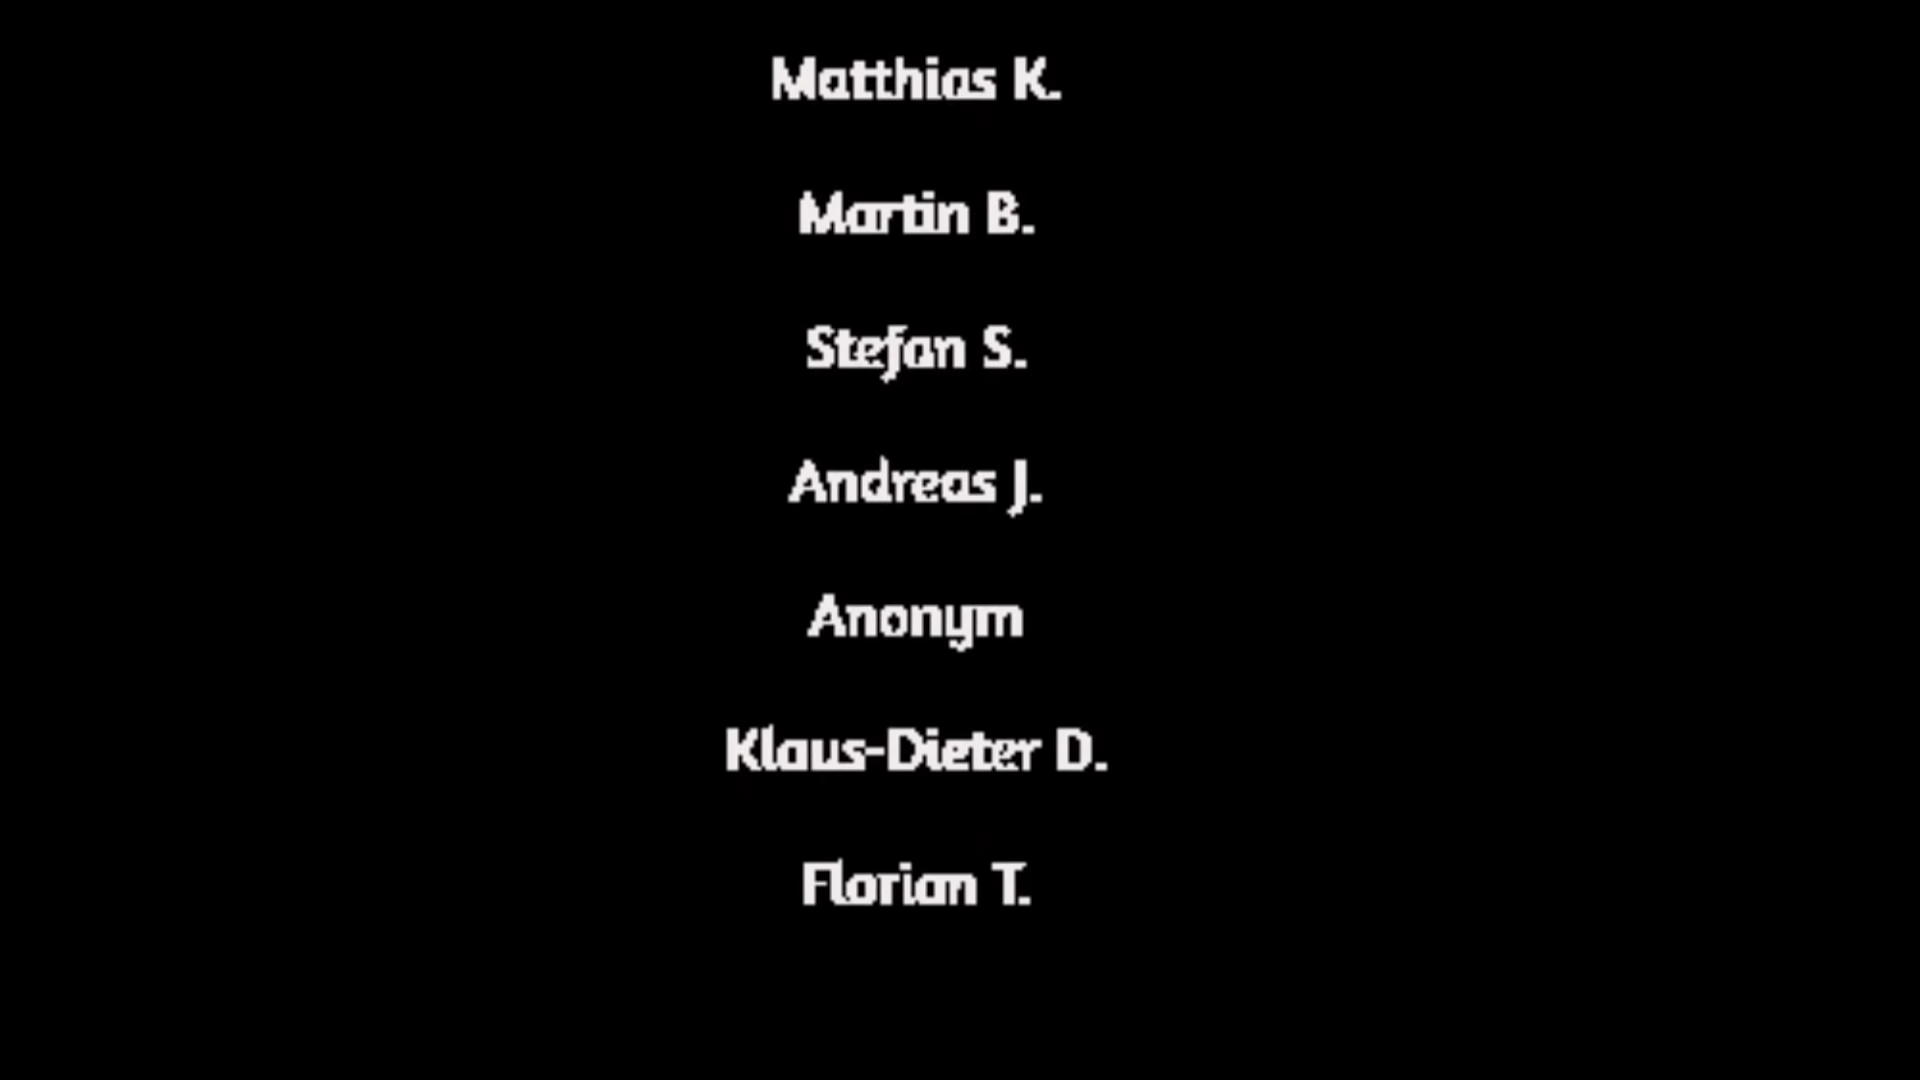 Matthias K.
Martin B.
Stefan S.
Andreas J.
Anonym
Klaus-Dieter D.
Florian T.